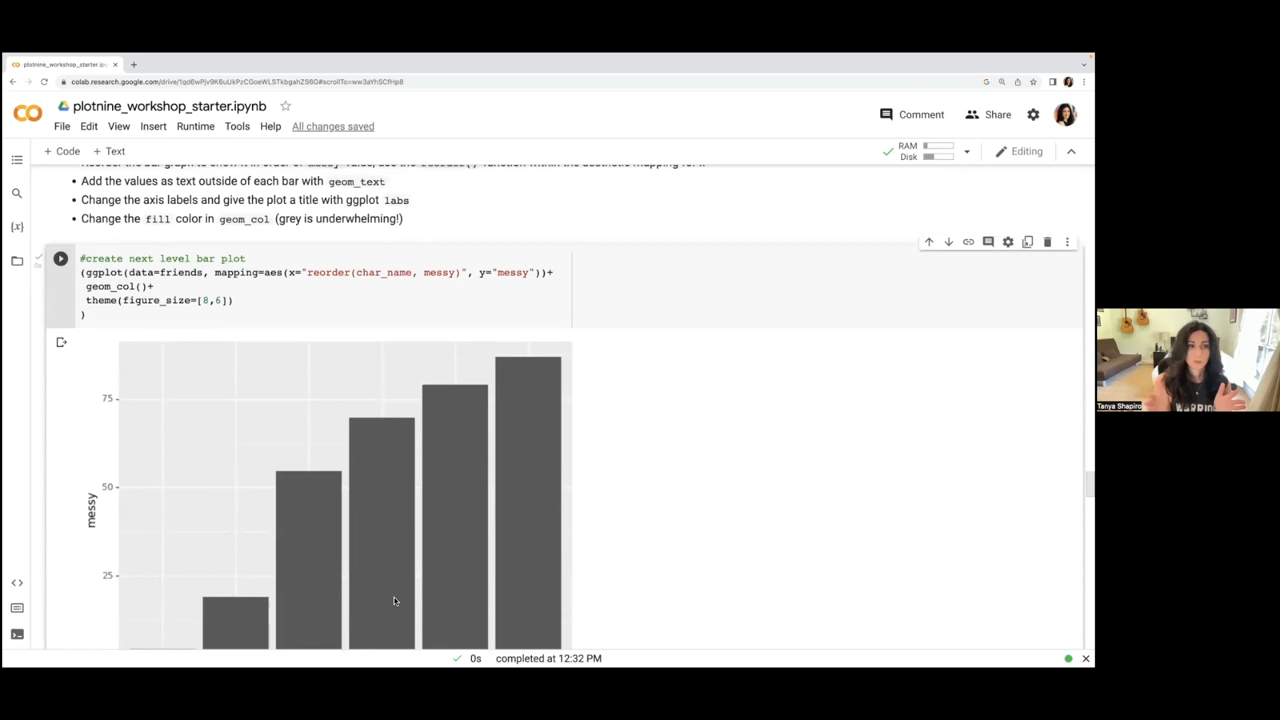 plotnine_workshop_starter.ip
plotnine_workshop_starter.ipynb
File Edit View Insert Runtime Tools Help All changes saved
Comment Share
+ Code + Text
RAM
Disk
Editing
• Add the values as text outside of each bar with geom_text
• Change the axis labels and give the plot a title with ggplot labs
• Change the fill color in geom_col (grey is underwhelming!)
#create next level bar plot
(ggplot(data=friends, mapping=aes(x="reorder(char_name, messy)", y="messy"))+
geom_col()+
theme(figure_size=[8,6])
)
75
50
25
messy
Tanya Shapiro
0s completed at 12:32 PM